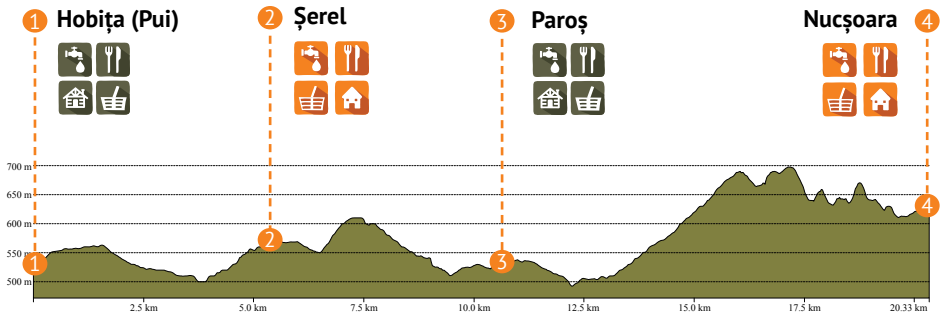 1 Hobița (Pui)
2 Șerel
3 Paroș
Nucșoara 4
700 m
650 m
600 m
550 m
500 m
1
2
3
4
2.5 km
5.0 km
7.5 km
10.0 km
12.5 km
15.0 km
17.5 km
20.33 km